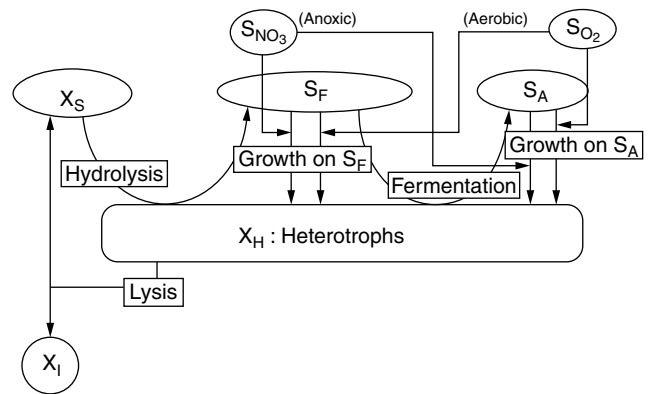 S_NO₃ (Anoxic) (Aerobic) S_O₂
X_S
S_F
S_A
Growth on S_F
Growth on S_A
Hydrolysis
Fermentation
X_H : Heterotrophs
Lysis
X_I